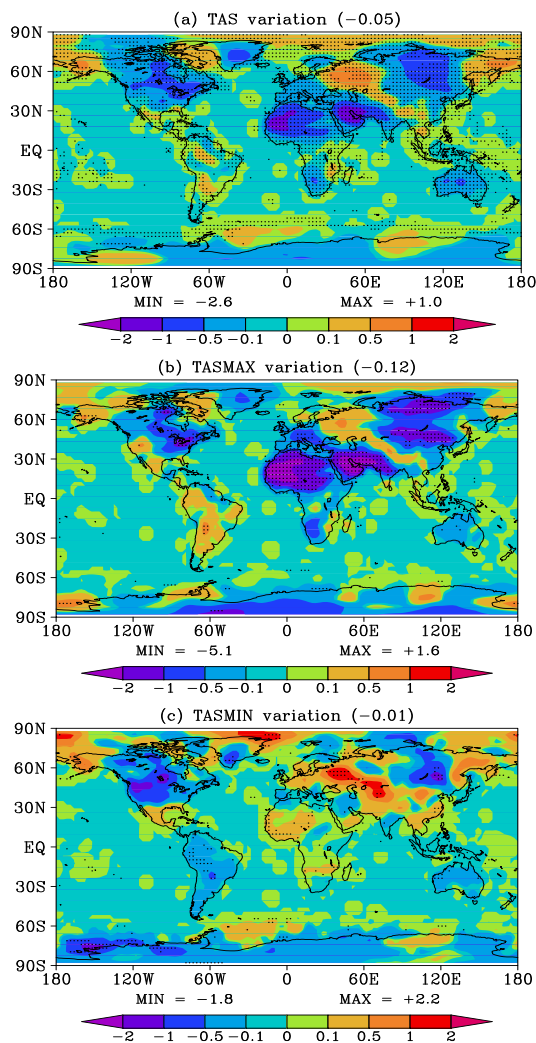 (a) TAS variation (−0.05)
90N
60N
30N
EQ
30S
60S
90S
180 120W 60W 0 60E 120E 180
MIN = −2.6 MAX = +1.0
−2 −1 −0.5 −0.1 0 0.1 0.5 1 2
(b) TASMAX variation (−0.12)
90N
60N
30N
EQ
30S
60S
90S
180 120W 60W 0 60E 120E 180
MIN = −5.1 MAX = +1.6
−2 −1 −0.5 −0.1 0 0.1 0.5 1 2
(c) TASMIN variation (−0.01)
90N
60N
30N
EQ
30S
60S
90S
180 120W 60W 0 60E 120E 180
MIN = −1.8 MAX = +2.2
−2 −1 −0.5 −0.1 0 0.1 0.5 1 2